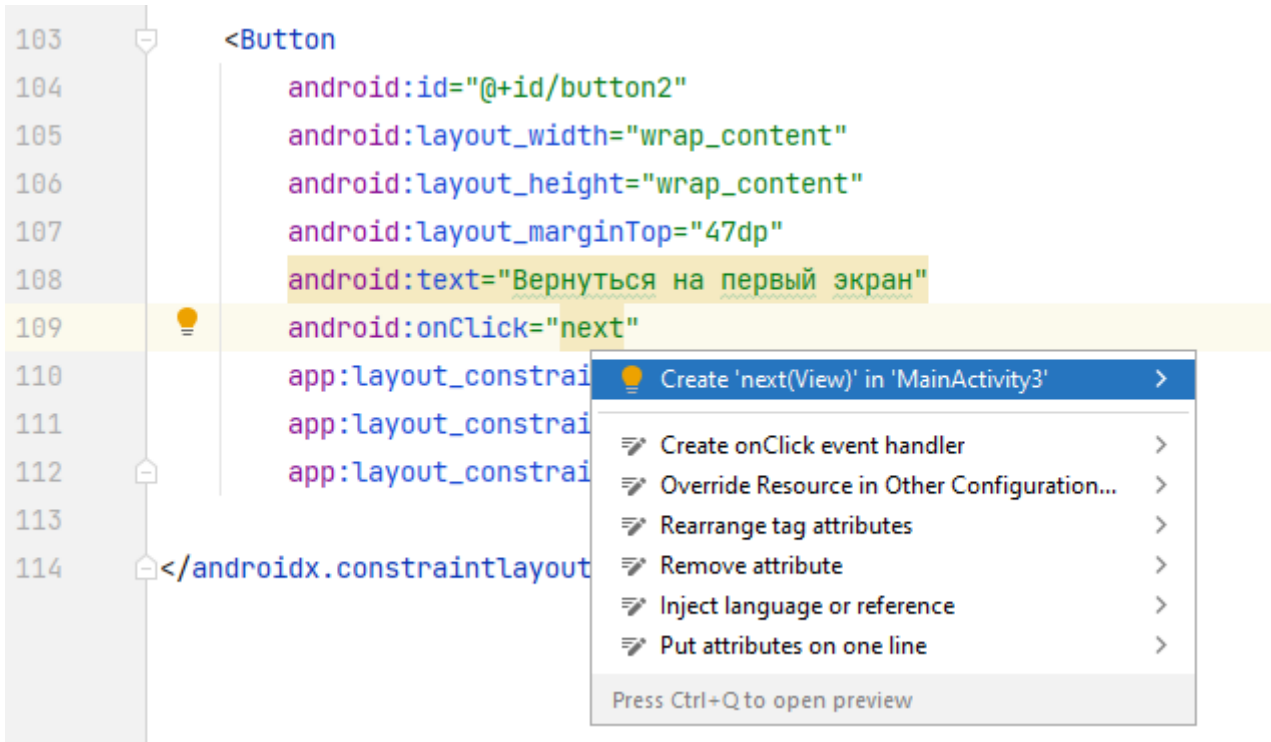 103 <Button
104 android:id="@+id/button2"
105 android:layout_width="wrap_content"
106 android:layout_height="wrap_content"
107 android:layout_marginTop="47dp"
108 android:text="Вернуться на первый экран"
109 android:onClick="next"
110 app:layout_constrai
111 app:layout_constrai
112 app:layout_constrai
113
114 </androidx.constraintlayout
Create 'next(View)' in 'MainActivity3'
Create onClick event handler
Override Resource in Other Configuration...
Rearrange tag attributes
Remove attribute
Inject language or reference
Put attributes on one line
Press Ctrl+Q to open preview